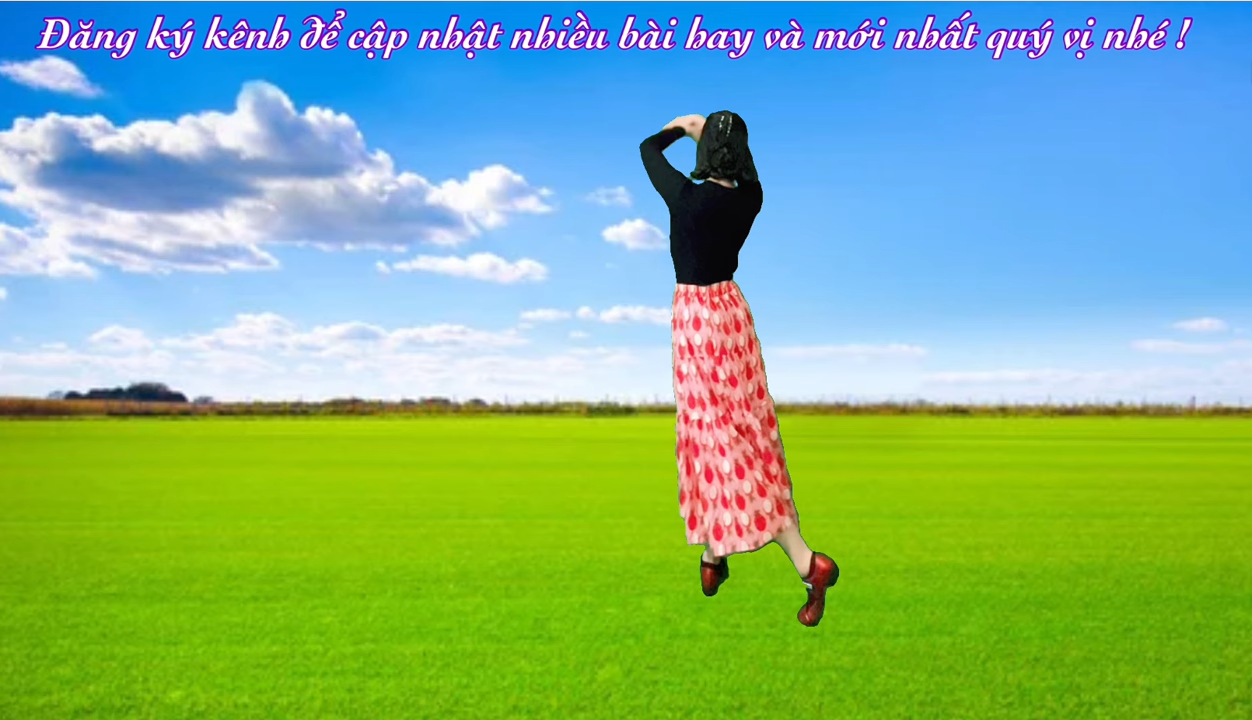 Đăng ký kênh để cập nhật nhiều bài hay và mới nhất quý vị nhé !